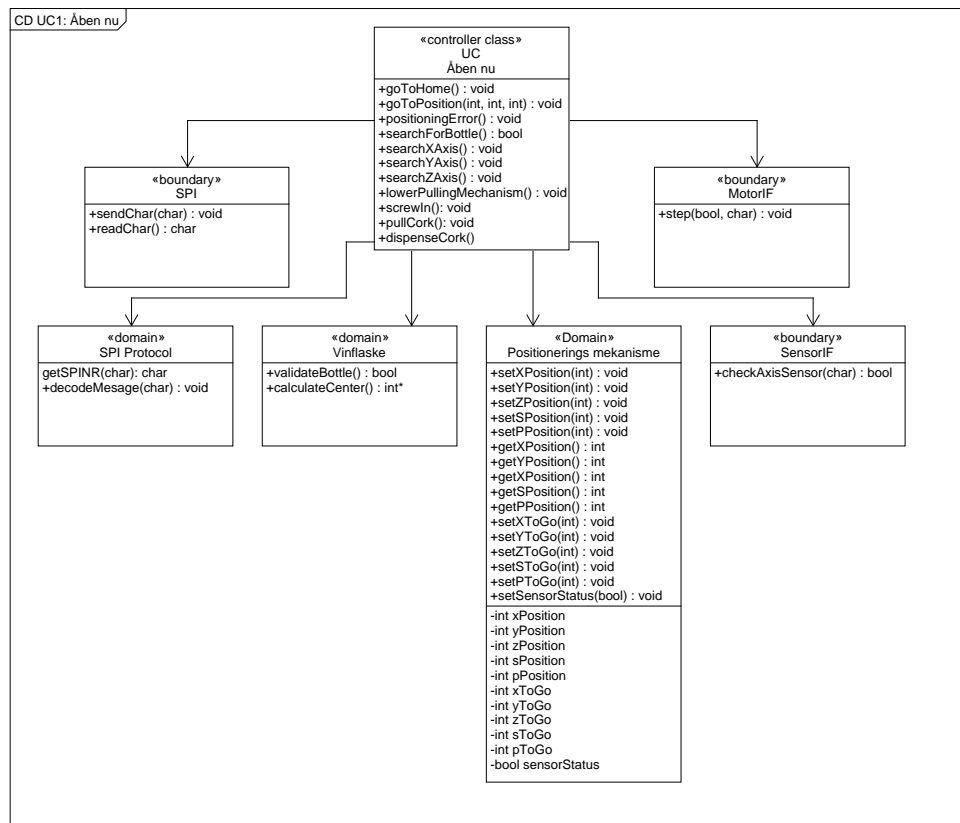 CD UC1: Åben nu
«controller class»
UC
Åben nu
+goToHome() : void
+goToPosition(int, int, int) : void
+positioningError() : void
+searchForBottle() : bool
+searchXAxis() : void
+searchYAxis() : void
+searchZAxis() : void
+lowerPullingMechanism() : void
+screwIn(): void
+pullCork(): void
+dispenseCork()
«boundary»
SPI
+sendChar(char) : void
+readChar() : char
«boundary»
MotorIF
+step(bool, char) : void
«domain»
SPI Protocol
getSPINR(char): char
+decodeMesage(char) : void
«domain»
Vinflaske
+validateBottle() : bool
+calculateCenter() : int*
«Domain»
Positionerings mekanisme
+setXPosition(int) : void
+setYPosition(int) : void
+setZPosition(int) : void
+setSPosition(int) : void
+setPPosition(int) : void
+getXPosition() : int
+getYPosition() : int
+getXPosition() : int
+getSPosition() : int
+getPPosition() : int
+setXToGo(int) : void
+setYToGo(int) : void
+setZToGo(int) : void
+setSToGo(int) : void
+setPToGo(int) : void
+setSensorStatus(bool) : void
-int xPosition
-int yPosition
-int zPosition
-int sPosition
-int pPosition
-int xToGo
-int yToGo
-int zToGo
-int sToGo
-int pToGo
-bool sensorStatus
«boundary»
SensorIF
+checkAxisSensor(char) : bool